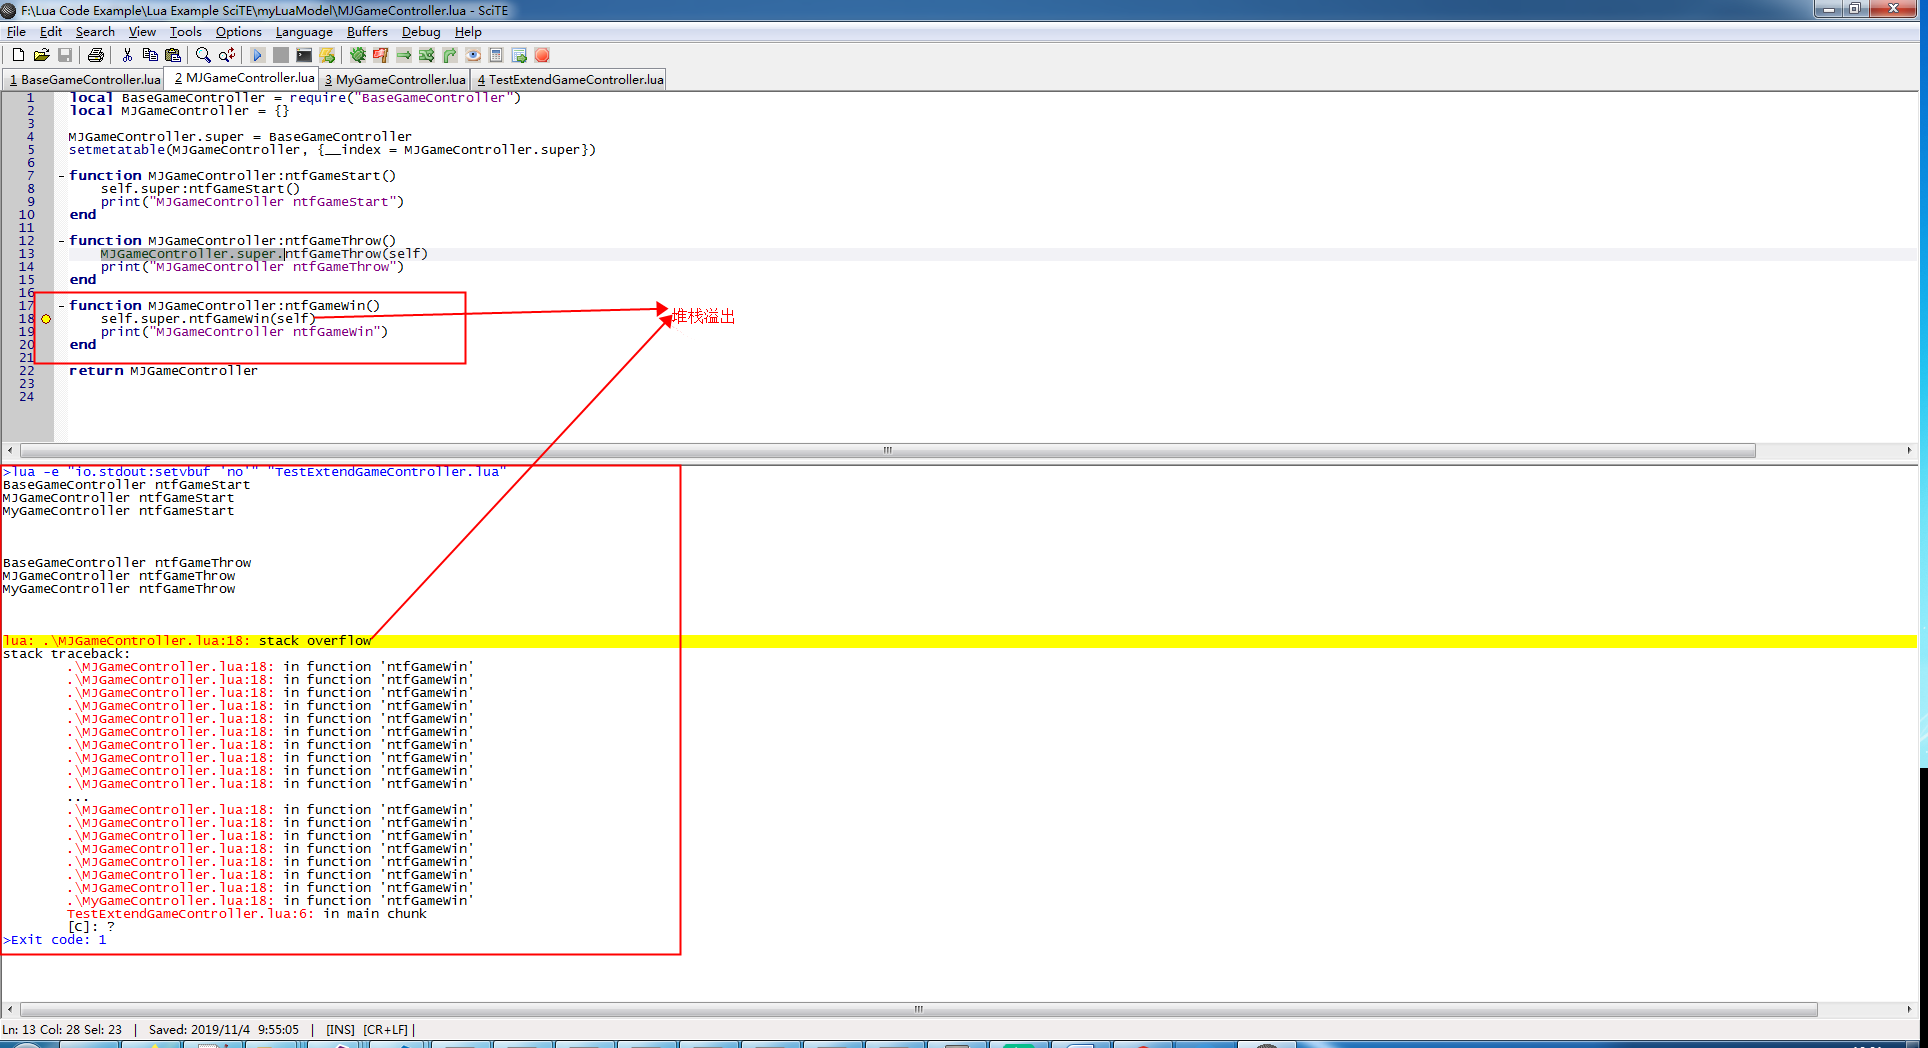 F:\Lua Code Example\Lua Example SciTE\myLuaModel\MJGameController.lua - SciTE
File Edit Search View Tools Options Language Buffers Debug Help
1 BaseGameController.lua 2 MJGameController.lua 3 MyGameController.lua 4 TestExtendGameController.lua
1 local BaseGameController = require("BaseGameController")
2 local MJGameController = {}
3
4 MJGameController.super = BaseGameController
5 setmetatable(MJGameController, {__index = MJGameController.super})
6
7 - function MJGameController:ntfGameStart()
8 self.super:ntfGameStart()
9 print("MJGameController ntfGameStart")
10 end
11
12 - function MJGameController:ntfGameThrow()
13 MJGameController.super.ntfGameThrow(self)
14 print("MJGameController ntfGameThrow")
15 end
16
17 - function MJGameController:ntfGameWin()
18 self.super.ntfGameWin(self) 堆栈溢出
19 print("MJGameController ntfGameWin")
20 end
21
22 return MJGameController
23
24
>lua -e "io.stdout:setvbuf 'no'" "TestExtendGameController.lua"
BaseGameController ntfGameStart
MJGameController ntfGameStart
MyGameController ntfGameStart
BaseGameController ntfGameThrow
MJGameController ntfGameThrow
MyGameController ntfGameThrow
lua: .\MJGameController.lua:18: stack overflow
stack traceback:
.\MJGameController.lua:18: in function 'ntfGameWin'
.\MJGameController.lua:18: in function 'ntfGameWin'
.\MJGameController.lua:18: in function 'ntfGameWin'
.\MJGameController.lua:18: in function 'ntfGameWin'
.\MJGameController.lua:18: in function 'ntfGameWin'
.\MJGameController.lua:18: in function 'ntfGameWin'
.\MJGameController.lua:18: in function 'ntfGameWin'
.\MJGameController.lua:18: in function 'ntfGameWin'
.\MJGameController.lua:18: in function 'ntfGameWin'
.\MJGameController.lua:18: in function 'ntfGameWin'
...
.\MJGameController.lua:18: in function 'ntfGameWin'
.\MJGameController.lua:18: in function 'ntfGameWin'
.\MJGameController.lua:18: in function 'ntfGameWin'
.\MJGameController.lua:18: in function 'ntfGameWin'
.\MJGameController.lua:18: in function 'ntfGameWin'
.\MJGameController.lua:18: in function 'ntfGameWin'
.\MJGameController.lua:18: in function 'ntfGameWin'
.\MyGameController.lua:18: in function 'ntfGameWin'
TestExtendGameController.lua:6: in main chunk
[C]: ?
>Exit code: 1
Ln: 13 Col: 28 Sel: 23 | Saved: 2019/11/4 9:55:05 | [INS] [CR+LF] |